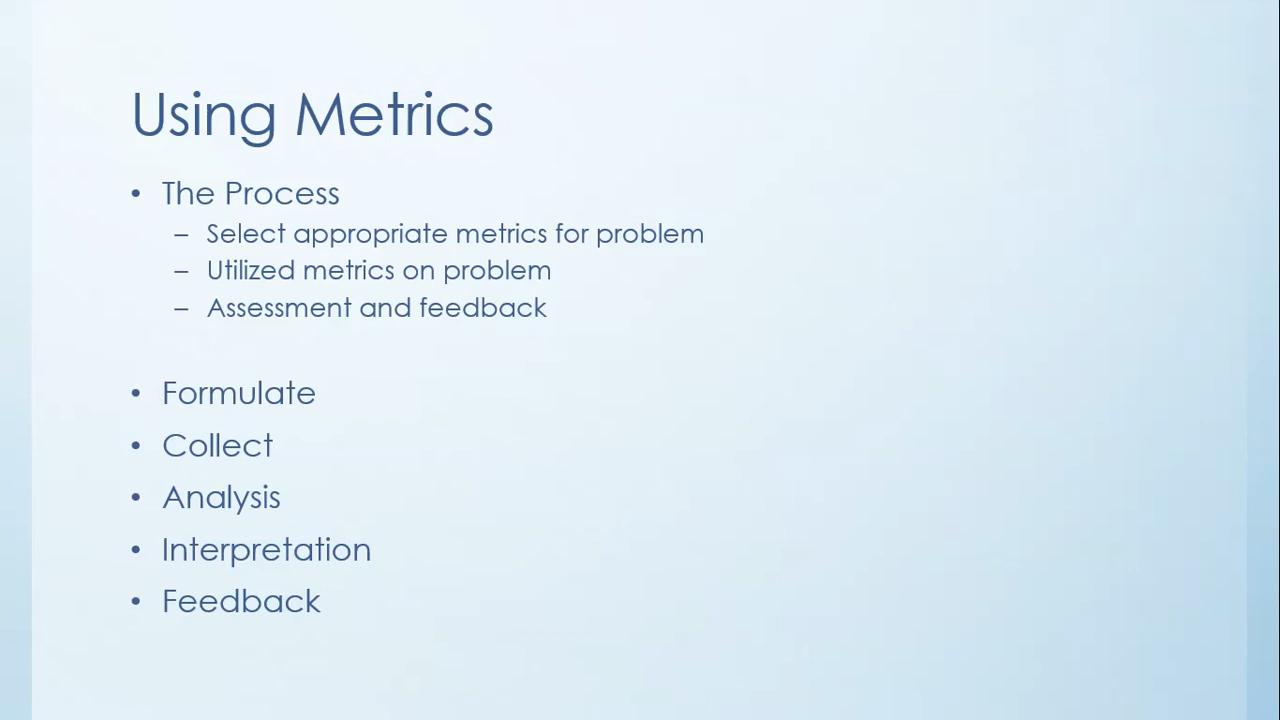 Using Metrics
• The Process
– Select appropriate metrics for problem
– Utilized metrics on problem
– Assessment and feedback
• Formulate
• Collect
• Analysis
• Interpretation
• Feedback